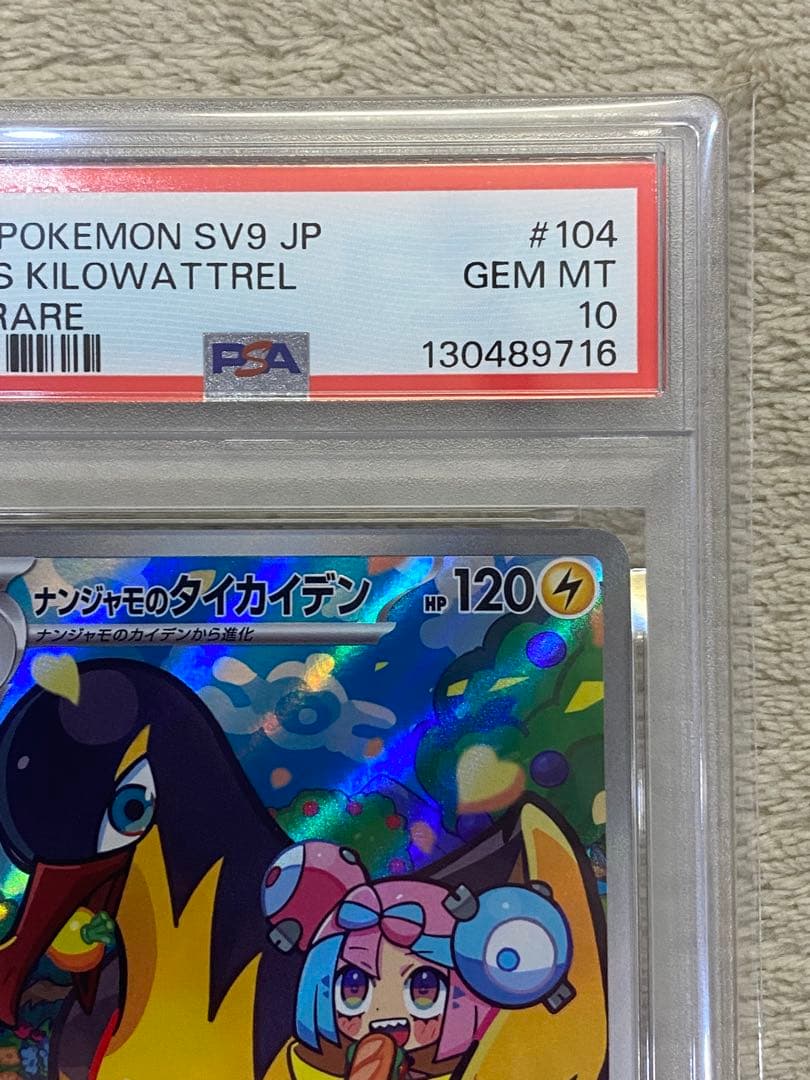 POKEMON SV9 JP #104
S KILOWATTREL GEM MT
RARE 10
PSA 130489716
ナンジャモのタイカイデン HP 120
ナンジャモのカイデンから進化